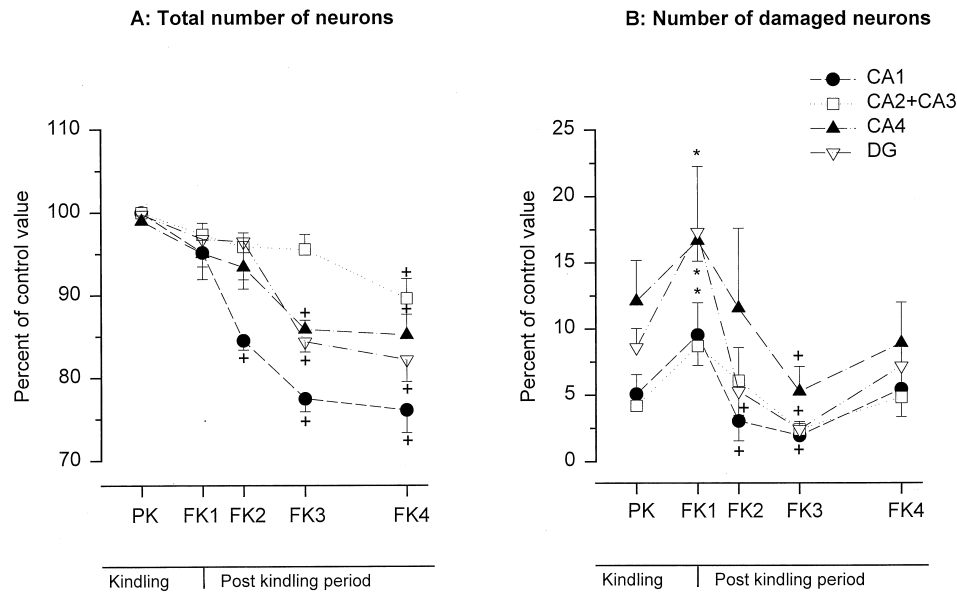 A: Total number of neurons
110
100
90
80
70
Percent of control value
PK FK1 FK2 FK3 FK4
Kindling Post kindling period
B: Number of damaged neurons
CA1
CA2+CA3
CA4
DG
25
20
15
10
5
0
Percent of control value
PK FK1 FK2 FK3 FK4
Kindling Post kindling period